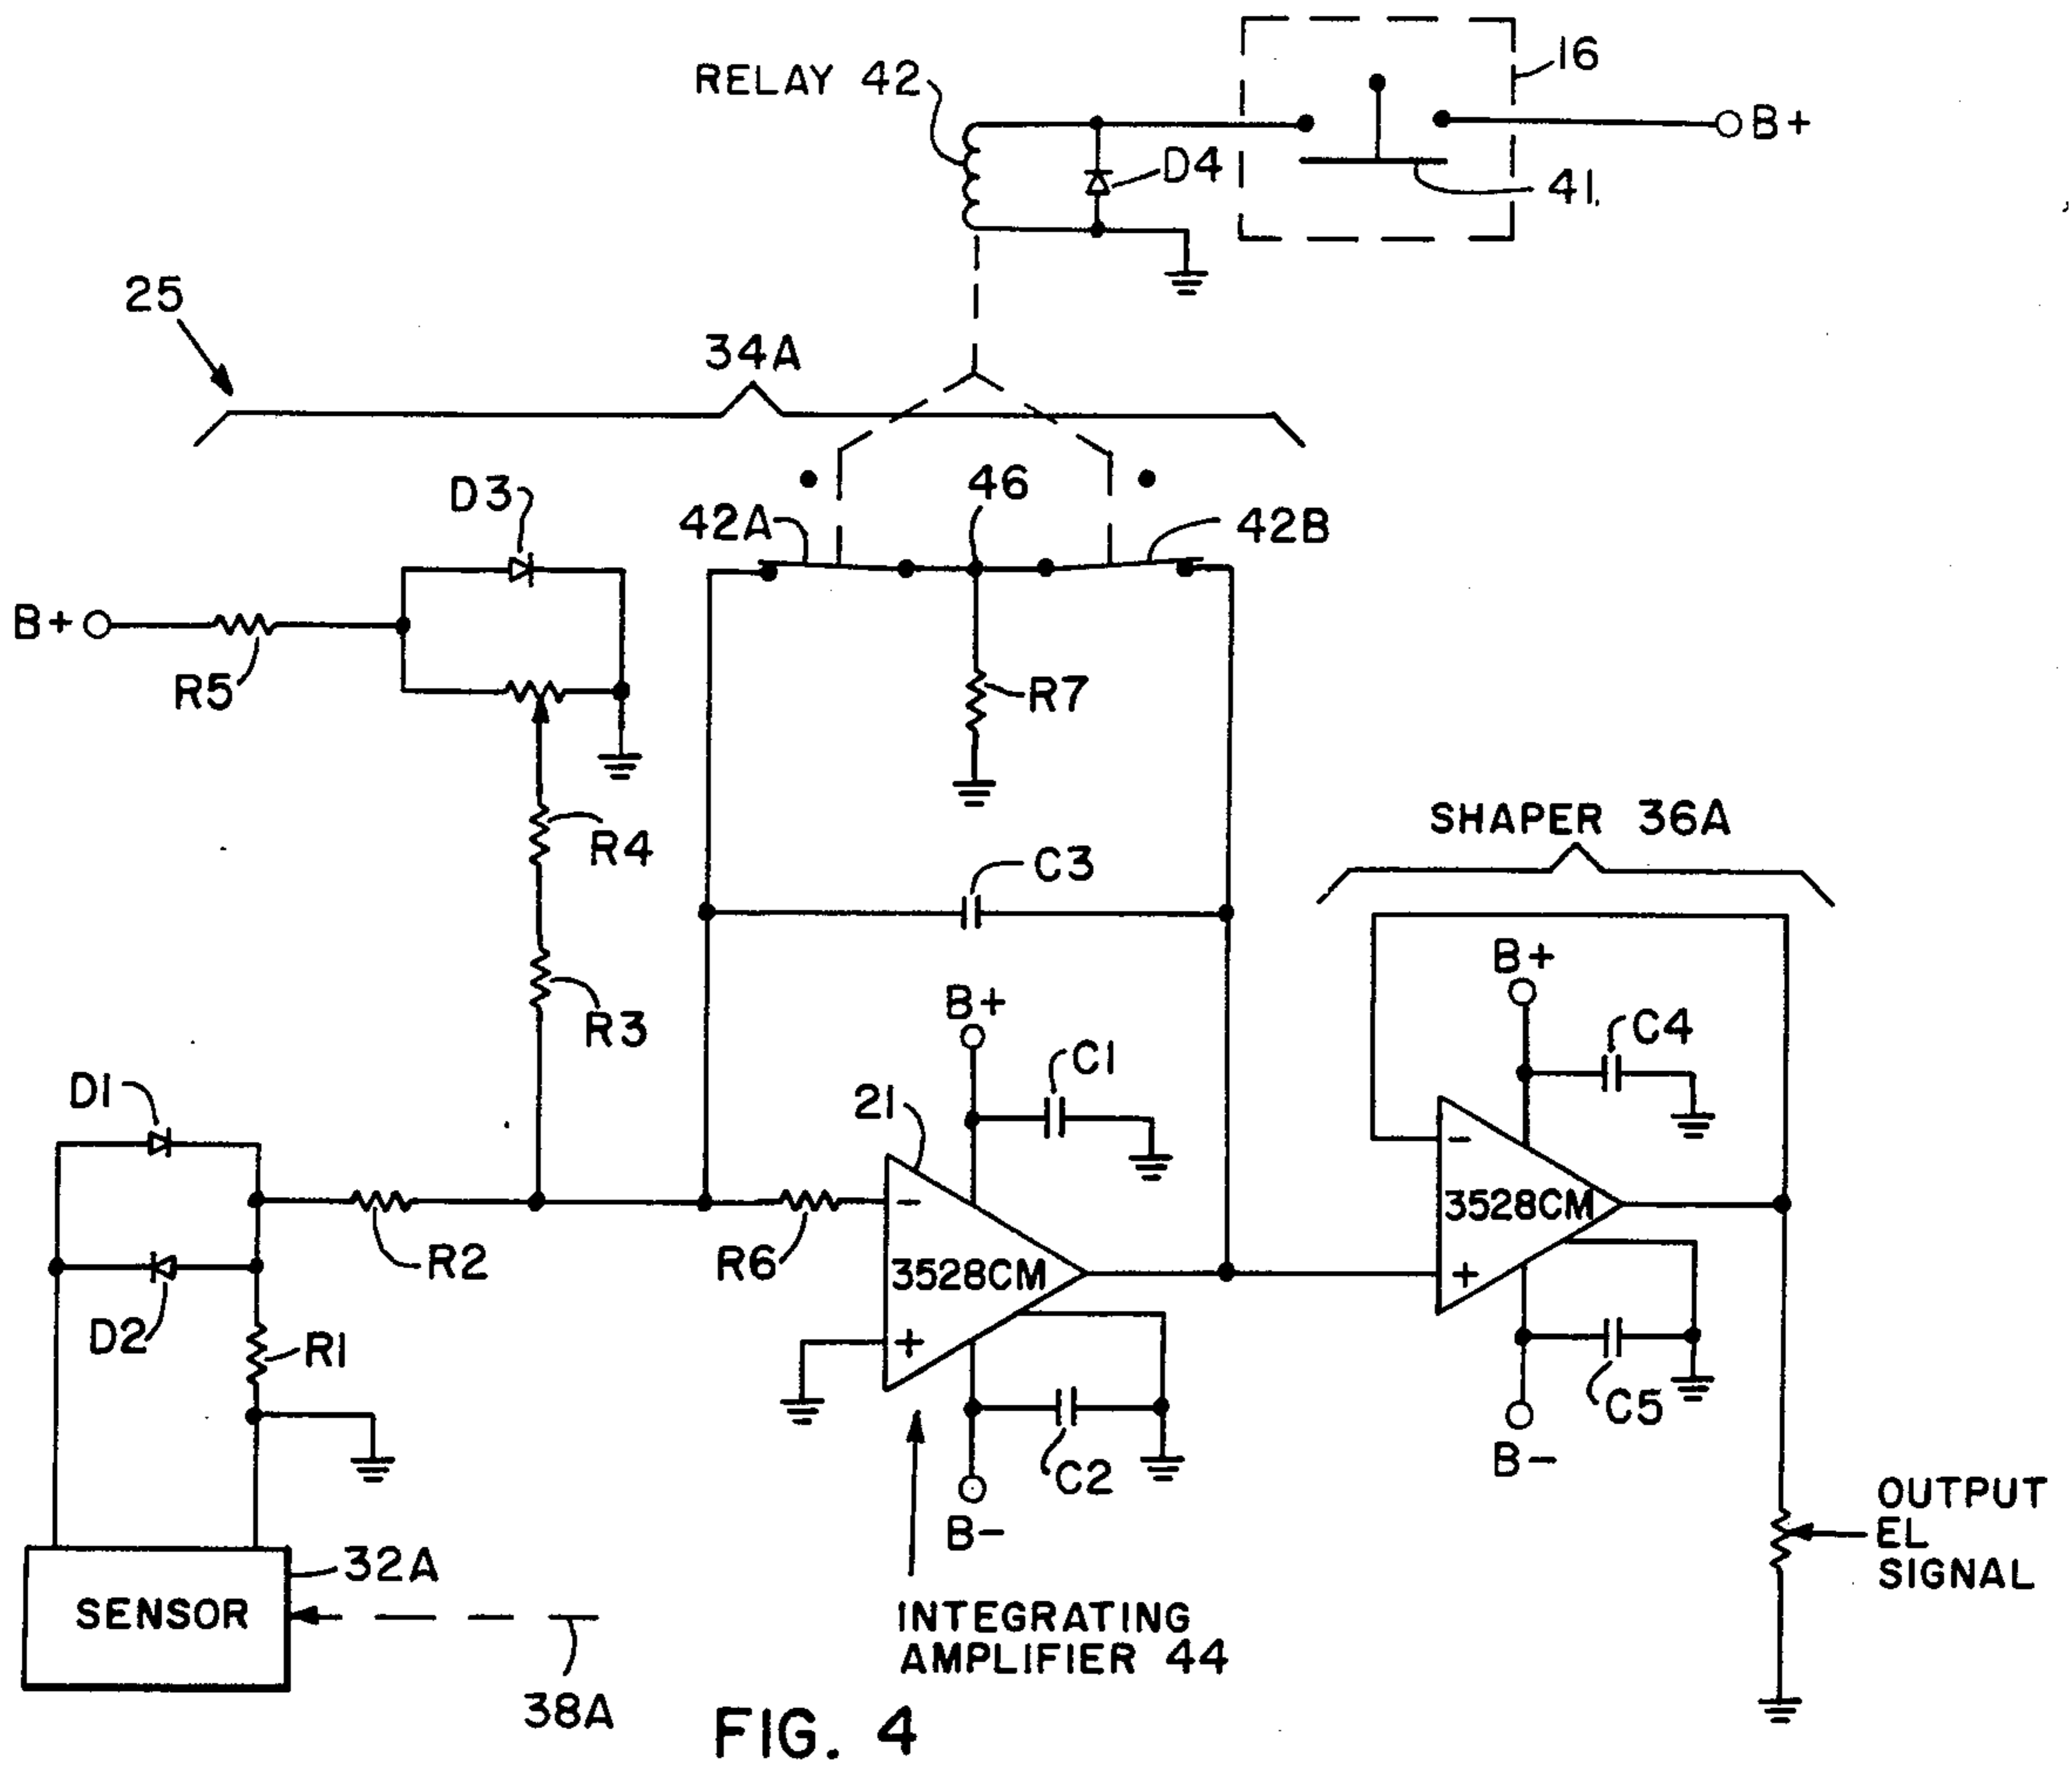 RELAY 42
16
B+
D4
41
25
34A
D3
46
42A
42B
B+
R5
R7
R4
SHAPER 36A
C3
B+
R3
B+
C4
C1
D1
21
-
-
3528CM
R2
R6
3528CM
+
D2
R1
+
C5
C2
B-
OUTPUT
EL
SIGNAL
B-
32A
SENSOR
INTEGRATING
AMPLIFIER 44
38A
FIG. 4